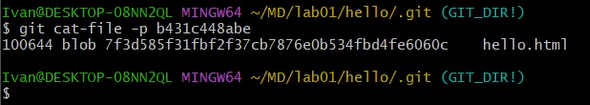 Ivan@DESKTOP-08NN2QL MINGW64 ~/MD/lab01/hello/.git (GIT_DIR!)
$ git cat-file -p b431c448abe
100644 blob 7f3d585f31fbf2f37cb7876e0b534fbd4fe6060c    hello.html
Ivan@DESKTOP-08NN2QL MINGW64 ~/MD/lab01/hello/.git (GIT_DIR!)
$